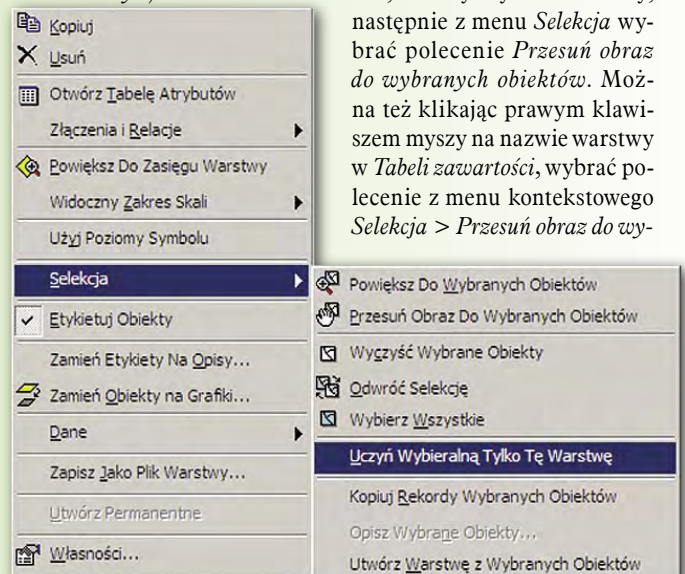 następnie z menu Selekcja wy-
brać polecenie Przesuń obraz
do wybranych obiektów. Moż-
na też klikając prawym klawi-
szem myszy na nazwie warstwy
w Tabeli zawartości, wybrać po-
lecenie z menu kontekstowego
Selekcja > Przesuń obraz do wy-
Kopiuj
Usuń
Otwórz Tabelę Atrybutów
Złączenia i Relacje
Powiększ Do Zasięgu Warstwy
Widoczny Zakres Skali
Użyj Poziomy Symbolu
Selekcja
Etykietuj Obiekty
Zamień Etykiety Na Opisy...
Zamień Obiekty na Grafiki...
Dane
Zapisz Jako Plik Warstwy...
Utwórz Permanentne
Własności...
Powiększ Do Wybranych Obiektów
Przesuń Obraz Do Wybranych Obiektów
Wyczyść Wybrane Obiekty
Odwróć Selekcję
Wybierz Wszystkie
Uczyń Wybieralną Tylko Tę Warstwę
Kopiuj Rekordy Wybranych Obiektów
Opisz Wybrane Obiekty...
Utwórz Warstwę z Wybranych Obiektów